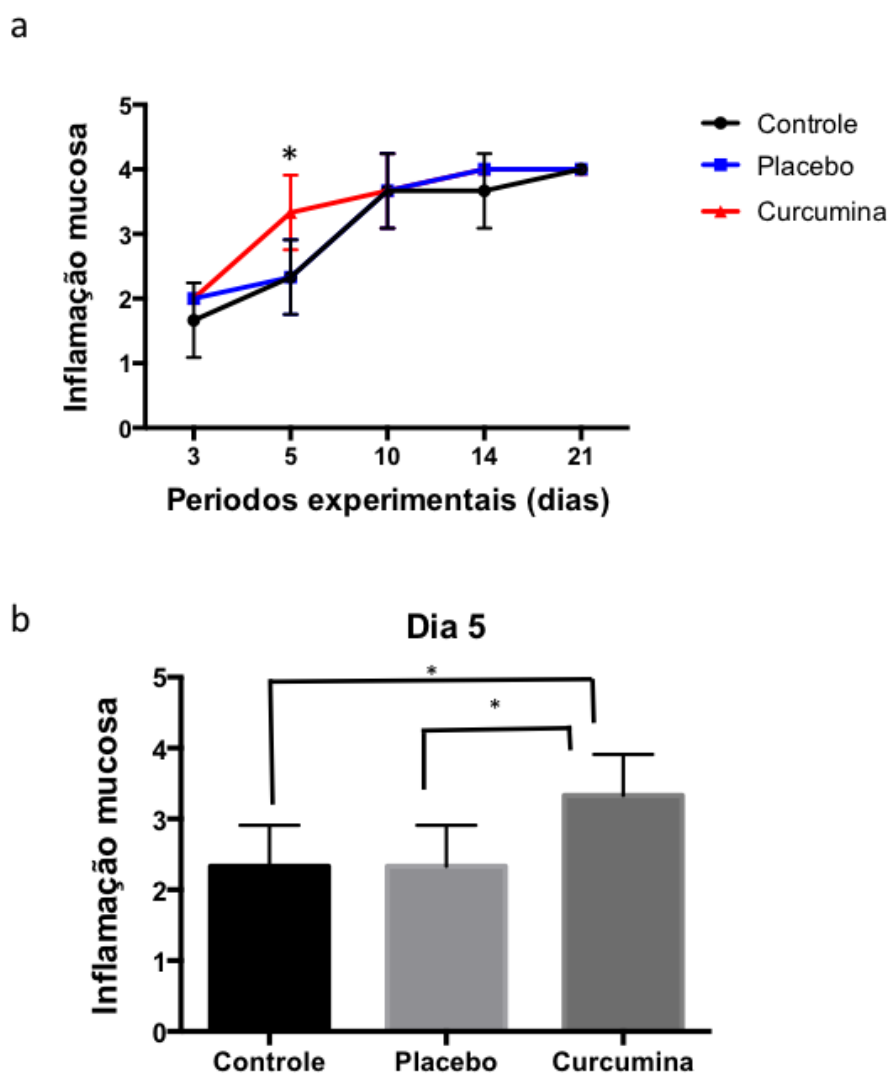 a
5
4
3
2
1
0
Inflamação mucosa
*
3 5 10 14 21
Periodos experimentais (dias)
Controle
Placebo
Curcumina
b
Dia 5
5
4
3
2
1
0
Inflamação mucosa
*
*
Controle Placebo Curcumina